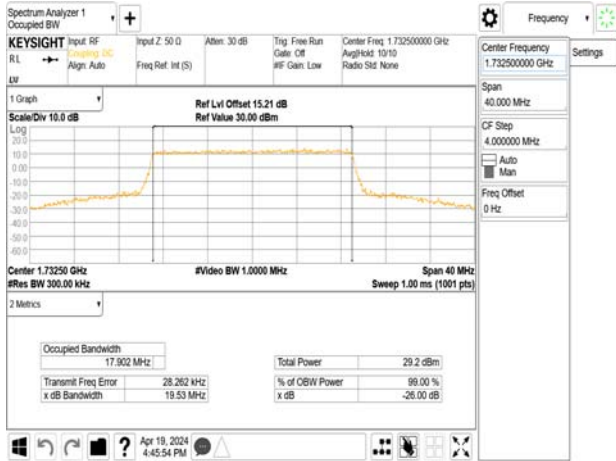 Spectrum Analyzer 1
Occupied BW
+
Frequency
KEYSIGHT
RL
Input: RF
Coupling: DC
Align: Auto
Input Z: 50 Ω
Freq Ref: Int (S)
Atten: 30 dB
Trig: Free Run
Gate: Off
#IF Gain: Low
Center Freq: 1.732500000 GHz
Avg|Hold: 10/10
Radio Std: None
Center Frequency
1.732500000 GHz
Settings
Span
40.000 MHz
CF Step
4.000000 MHz
Auto
Man
Freq Offset
0 Hz
1 Graph
Scale/Div 10.0 dB
Ref Lvl Offset 15.21 dB
Ref Value 30.00 dBm
Log
20.0
10.0
0.00
-10.0
-20.0
-30.0
-40.0
-50.0
-60.0
Center 1.73250 GHz
#Video BW 1.0000 MHz
Span 40 MHz
#Res BW 300.00 kHz
Sweep 1.00 ms (1001 pts)
2 Metrics
Occupied Bandwidth
17.902 MHz
Total Power 29.2 dBm
Transmit Freq Error 28.262 kHz
% of OBW Power 99.00 %
x dB Bandwidth 19.53 MHz
x dB -26.00 dB
?
Apr 19, 2024
4:45:54 PM